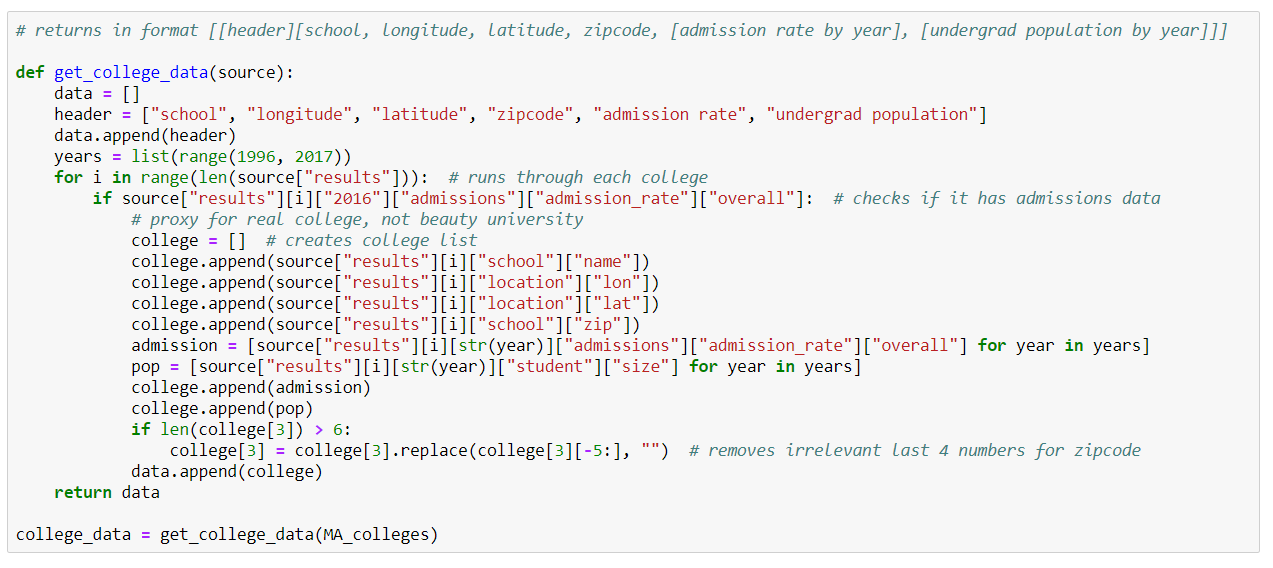 # returns in format [[header][school, longitude, latitude, zipcode, [admission rate by year], [undergrad population by year]]]
def get_college_data(source):
    data = []
    header = ["school", "longitude", "latitude", "zipcode", "admission rate", "undergrad population"]
    data.append(header)
    years = list(range(1996, 2017))
    for i in range(len(source["results"])):  # runs through each college
        if source["results"][i]["2016"]["admissions"]["admission_rate"]["overall"]:  # checks if it has admissions data
            # proxy for real college, not beauty university
            college = []  # creates college list
            college.append(source["results"][i]["school"]["name"])
            college.append(source["results"][i]["location"]["lon"])
            college.append(source["results"][i]["location"]["lat"])
            college.append(source["results"][i]["school"]["zip"])
            admission = [source["results"][i][str(year)]["admissions"]["admission_rate"]["overall"] for year in years]
            pop = [source["results"][i][str(year)]["student"]["size"] for year in years]
            college.append(admission)
            college.append(pop)
            if len(college[3]) > 6:
                college[3] = college[3].replace(college[3][-5:], "")  # removes irrelevant last 4 numbers for zipcode
            data.append(college)
    return data
college_data = get_college_data(MA_colleges)